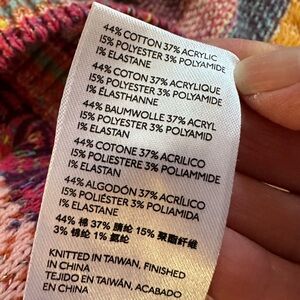 44% COTTON 37% ACRYLIC
15% POLYESTER 3% POLYAMIDE
1% ELASTANE
44% COTON 37% ACRYLIQUE
15% POLYESTER 3% POLYAMIDE
1% ÉLASTHANNE
44% BAUMWOLLE 37% ACRYL
15% POLYESTER 3% POLYAMID
1% ELASTAN
44% COTONE 37% ACRILICO
15% POLIESTERE 3% POLIAMMIDE
1% ELASTAN
44% ALGODÓN 37% ACRÍLICO
15% POLIÉSTER 3% POLIAMIDA
1% ELASTANE
44% 棉 37% 腈纶 15% 聚酯纤维
3% 锦纶 1% 氨纶
KNITTED IN TAIWAN, FINISHED
IN CHINA
TEJIDO EN TAIWÁN, ACABADO
EN CHINA